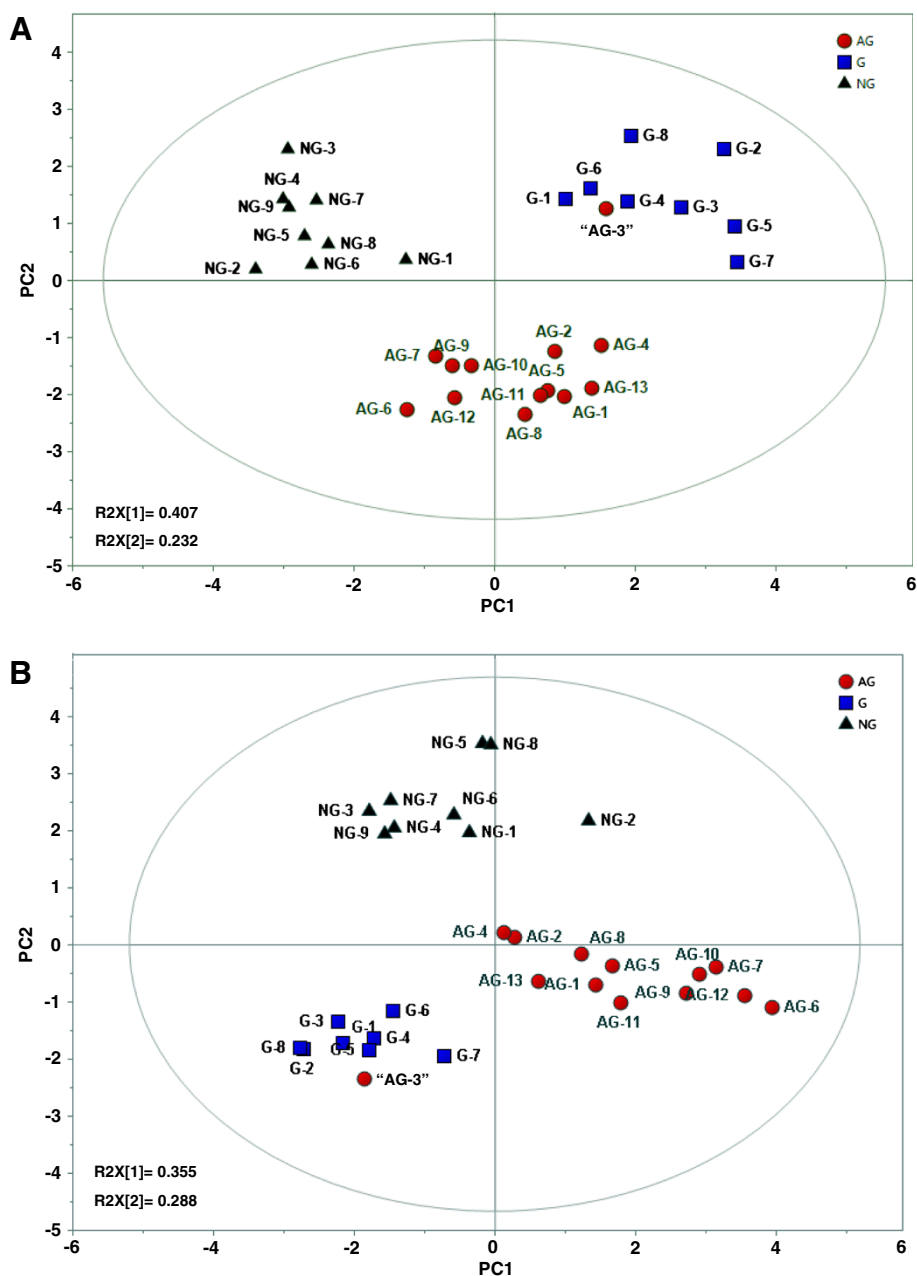 A
AG
G
NG
4
3
2
1
0
-1
-2
-3
-4
-5
PC2
NG-3
NG-4
NG-7
NG-9
NG-5
NG-8
NG-2
NG-6
NG-1
G-8
G-2
G-6
G-1
G-4
G-3
“AG-3”
G-5
G-7
AG-2
AG-4
AG-9
AG-7
AG-10
AG-5
AG-13
AG-11
AG-6
AG-12
AG-1
AG-8
R2X[1]= 0.407
R2X[2]= 0.232
-6
-4
-2
0
2
4
6
PC1
B
AG
G
NG
4
3
2
1
0
-1
-2
-3
-4
-5
PC2
NG-5
NG-8
NG-7
NG-6
NG-3
NG-4
NG-9
NG-1
NG-2
AG-4
AG-2
AG-8
AG-10
AG-5
AG-7
AG-13
AG-1
AG-9
AG-12
AG-6
AG-11
G-6
G-3
G-1
G-4
G-8
G-5
G-7
G-2
“AG-3”
R2X[1]= 0.355
R2X[2]= 0.288
-6
-4
-2
0
2
4
6
PC1